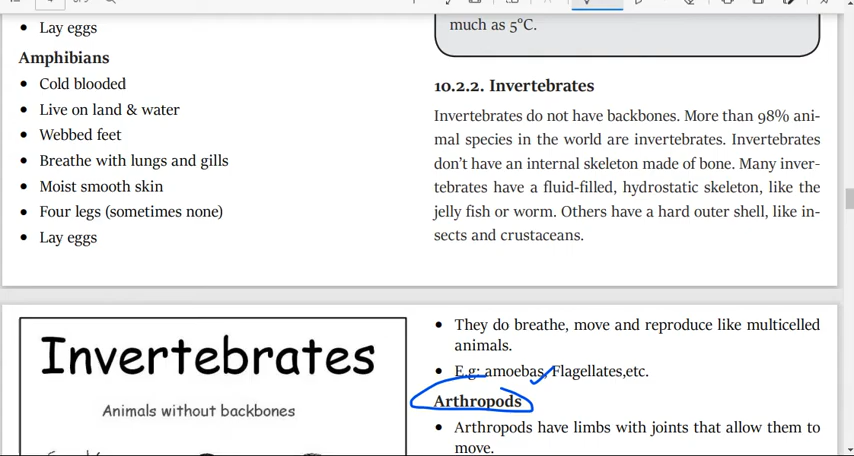 Lay eggs
Amphibians
Cold blooded
Live on land & water
Webbed feet
Breathe with lungs and gills
Moist smooth skin
Four legs (sometimes none)
Lay eggs
much as 5°C.
10.2.2. Invertebrates
Invertebrates do not have backbones. More than 98% ani-
mal species in the world are invertebrates. Invertebrates
don't have an internal skeleton made of bone. Many inver-
tebrates have a fluid-filled, hydrostatic skeleton, like the
jelly fish or worm. Others have a hard outer shell, like in-
sects and crustaceans.
Invertebrates
Animals without backbones
They do breathe, move and reproduce like multicelled
animals.
E.g: amoebas, Flagellates,etc.
Arthropods
Arthropods have limbs with joints that allow them to
move.